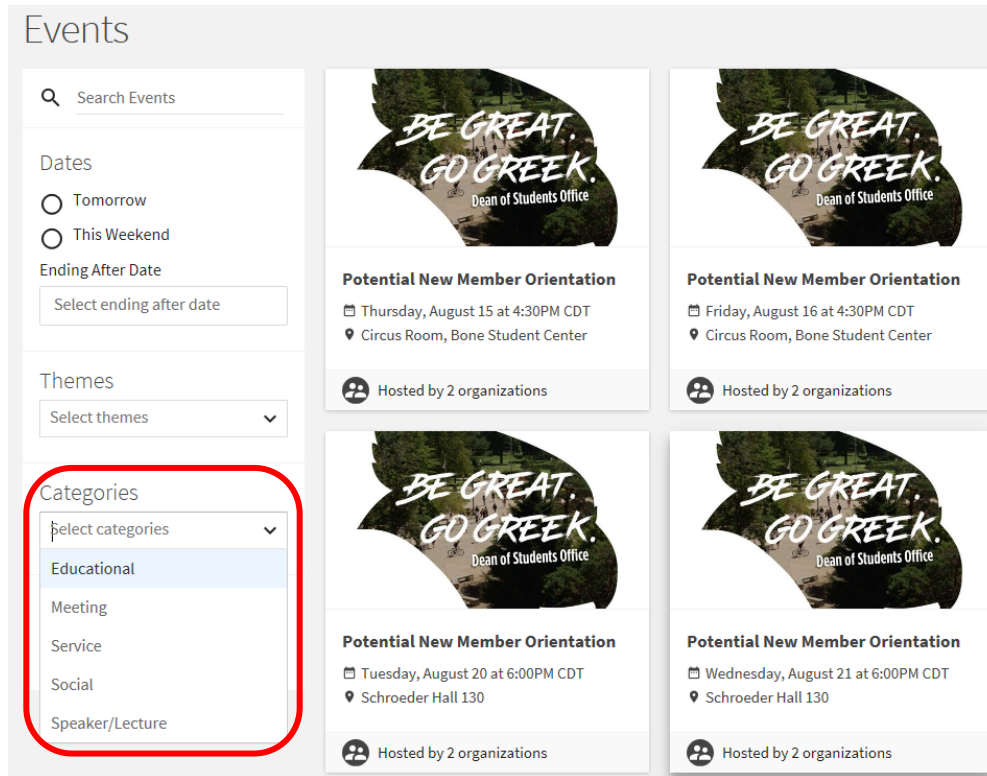 Events
Search Events
Dates
Tomorrow
This Weekend
Ending After Date
Select ending after date
Themes
Select themes
Categories
Select categories
Educational
Meeting
Service
Social
Speaker/Lecture
BE GREAT.
GO GREEK.
Dean of Students Office
Potential New Member Orientation
Thursday, August 15 at 4:30PM CDT
Circus Room, Bone Student Center
Hosted by 2 organizations
BE GREAT.
GO GREEK.
Dean of Students Office
Potential New Member Orientation
Friday, August 16 at 4:30PM CDT
Circus Room, Bone Student Center
Hosted by 2 organizations
BE GREAT.
GO GREEK.
Dean of Students Office
Potential New Member Orientation
Tuesday, August 20 at 6:00PM CDT
Schroeder Hall 130
Hosted by 2 organizations
BE GREAT.
GO GREEK.
Dean of Students Office
Potential New Member Orientation
Wednesday, August 21 at 6:00PM CDT
Schroeder Hall 130
Hosted by 2 organizations